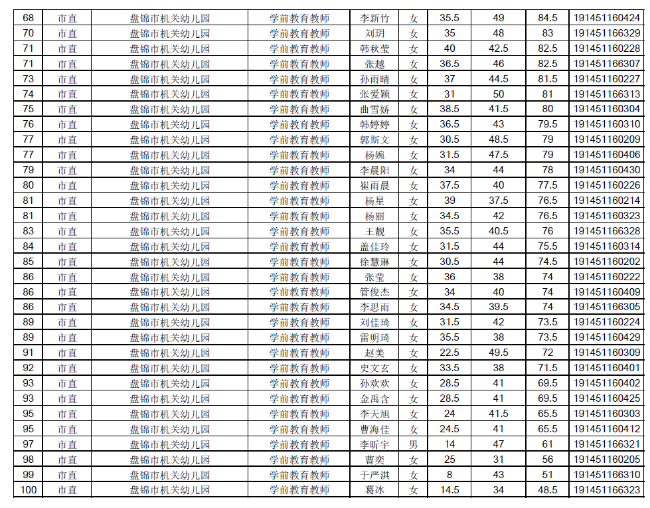 68 市直 盘锦市机关幼儿园 学前教育教师 李新竹 女 35.5 49 84.5 191451160424
70 市直 盘锦市机关幼儿园 学前教育教师 刘玥 女 35 48 83 191451166329
71 市直 盘锦市机关幼儿园 学前教育教师 韩秋莹 女 40 42.5 82.5 191451160228
71 市直 盘锦市机关幼儿园 学前教育教师 张越 女 36.5 46 82.5 191451166307
73 市直 盘锦市机关幼儿园 学前教育教师 孙雨晴 女 37 44.5 81.5 191451160227
74 市直 盘锦市机关幼儿园 学前教育教师 张爱颖 女 31 50 81 191451166313
75 市直 盘锦市机关幼儿园 学前教育教师 曲雪娇 女 38.5 41.5 80 191451160304
76 市直 盘锦市机关幼儿园 学前教育教师 韩婷婷 女 36.5 43 79.5 191451160310
77 市直 盘锦市机关幼儿园 学前教育教师 郭斯文 女 30.5 48.5 79 191451160209
77 市直 盘锦市机关幼儿园 学前教育教师 杨婉 女 31.5 47.5 79 191451160406
79 市直 盘锦市机关幼儿园 学前教育教师 李晨阳 女 34 44 78 191451160430
80 市直 盘锦市机关幼儿园 学前教育教师 崔雨晨 女 37.5 40 77.5 191451160226
81 市直 盘锦市机关幼儿园 学前教育教师 杨星 女 39 37.5 76.5 191451160214
81 市直 盘锦市机关幼儿园 学前教育教师 杨丽 女 34.5 42 76.5 191451160323
83 市直 盘锦市机关幼儿园 学前教育教师 王靓 女 35.5 40.5 76 191451166328
84 市直 盘锦市机关幼儿园 学前教育教师 盖佳玲 女 31.5 44 75.5 191451160314
85 市直 盘锦市机关幼儿园 学前教育教师 徐慧琳 女 30.5 44 74.5 191451160202
86 市直 盘锦市机关幼儿园 学前教育教师 张莹 女 36 38 74 191451160222
86 市直 盘锦市机关幼儿园 学前教育教师 管俊杰 女 34 40 74 191451160409
86 市直 盘锦市机关幼儿园 学前教育教师 李思雨 女 34.5 39.5 74 191451166305
89 市直 盘锦市机关幼儿园 学前教育教师 刘佳琦 女 31.5 42 73.5 191451160224
89 市直 盘锦市机关幼儿园 学前教育教师 雷明琦 女 35.5 38 73.5 191451160429
91 市直 盘锦市机关幼儿园 学前教育教师 赵美 女 22.5 49.5 72 191451160309
92 市直 盘锦市机关幼儿园 学前教育教师 史文玄 女 33.5 38 71.5 191451160401
93 市直 盘锦市机关幼儿园 学前教育教师 孙欢欢 女 28.5 41 69.5 191451160402
93 市直 盘锦市机关幼儿园 学前教育教师 金禹含 女 28.5 41 69.5 191451160425
95 市直 盘锦市机关幼儿园 学前教育教师 李天旭 女 24 41.5 65.5 191451160303
95 市直 盘锦市机关幼儿园 学前教育教师 曹海佳 女 24.5 41 65.5 191451160412
97 市直 盘锦市机关幼儿园 学前教育教师 李昕宇 男 14 47 61 191451166321
98 市直 盘锦市机关幼儿园 学前教育教师 曹奕 女 25 31 56 191451160205
99 市直 盘锦市机关幼儿园 学前教育教师 于严淇 女 8 43 51 191451166310
100 市直 盘锦市机关幼儿园 学前教育教师 葛冰 女 14.5 34 48.5 191451166323